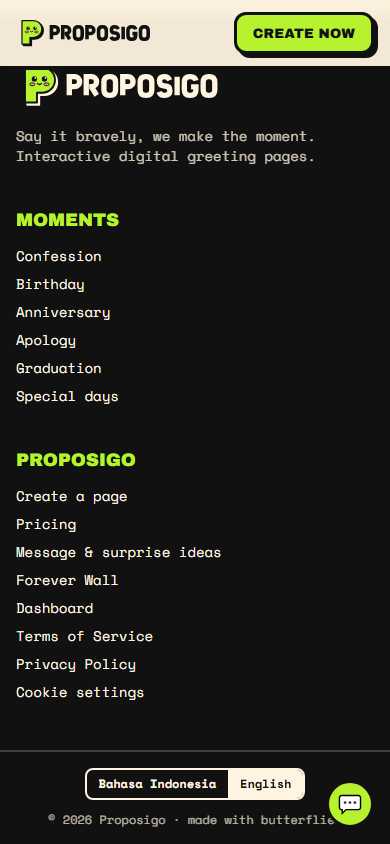 PROPOSIGO
CREATE NOW
PROPOSIGO
Say it bravely, we make the moment.
Interactive digital greeting pages.
MOMENTS
Confession
Birthday
Anniversary
Apology
Graduation
Special days
PROPOSIGO
Create a page
Pricing
Message & surprise ideas
Forever Wall
Dashboard
Terms of Service
Privacy Policy
Cookie settings
Bahasa Indonesia
English
© 2026 Proposigo · made with